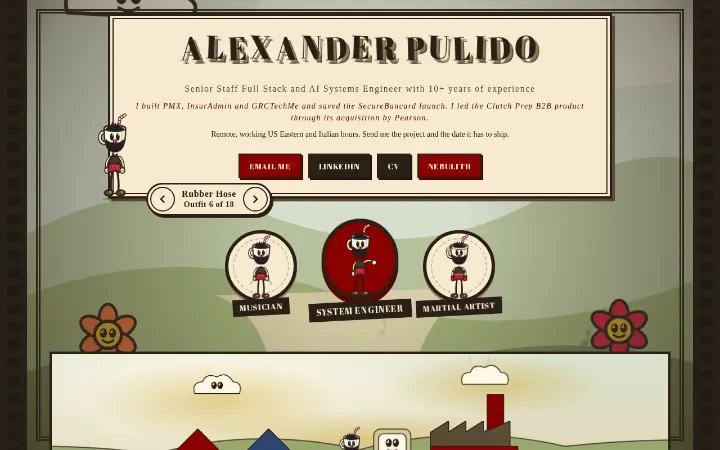 ALEXANDER PULIDO
Senior Staff Full Stack and AI Systems Engineer with 10+ years of experience
I built PMX, InsurAdmin and GRCTechMe and saved the SecureBancard launch. I led the Clutch Prep B2B product
through its acquisition by Pearson.
Remote, working US Eastern and Italian hours. Send me the project and the date it has to ship.
EMAIL ME
LINKEDIN
CV
NEBULITH
Rubber Hose
Outfit 6 of 18
MUSICIAN
SYSTEM ENGINEER
MARTIAL ARTIST